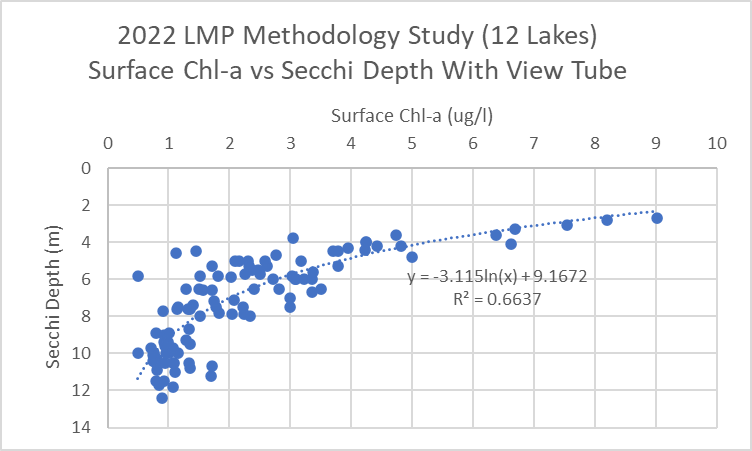 2022 LMP Methodology Study (12 Lakes)
Surface Chl-a vs Secchi Depth With View Tube
Surface Chl-a (ug/l)
0 1 2 3 4 5 6 7 8 9 10
0
2
4
6
8
10
12
14
Secchi Depth (m)
y = -3.115ln(x) + 9.1672
R² = 0.6637